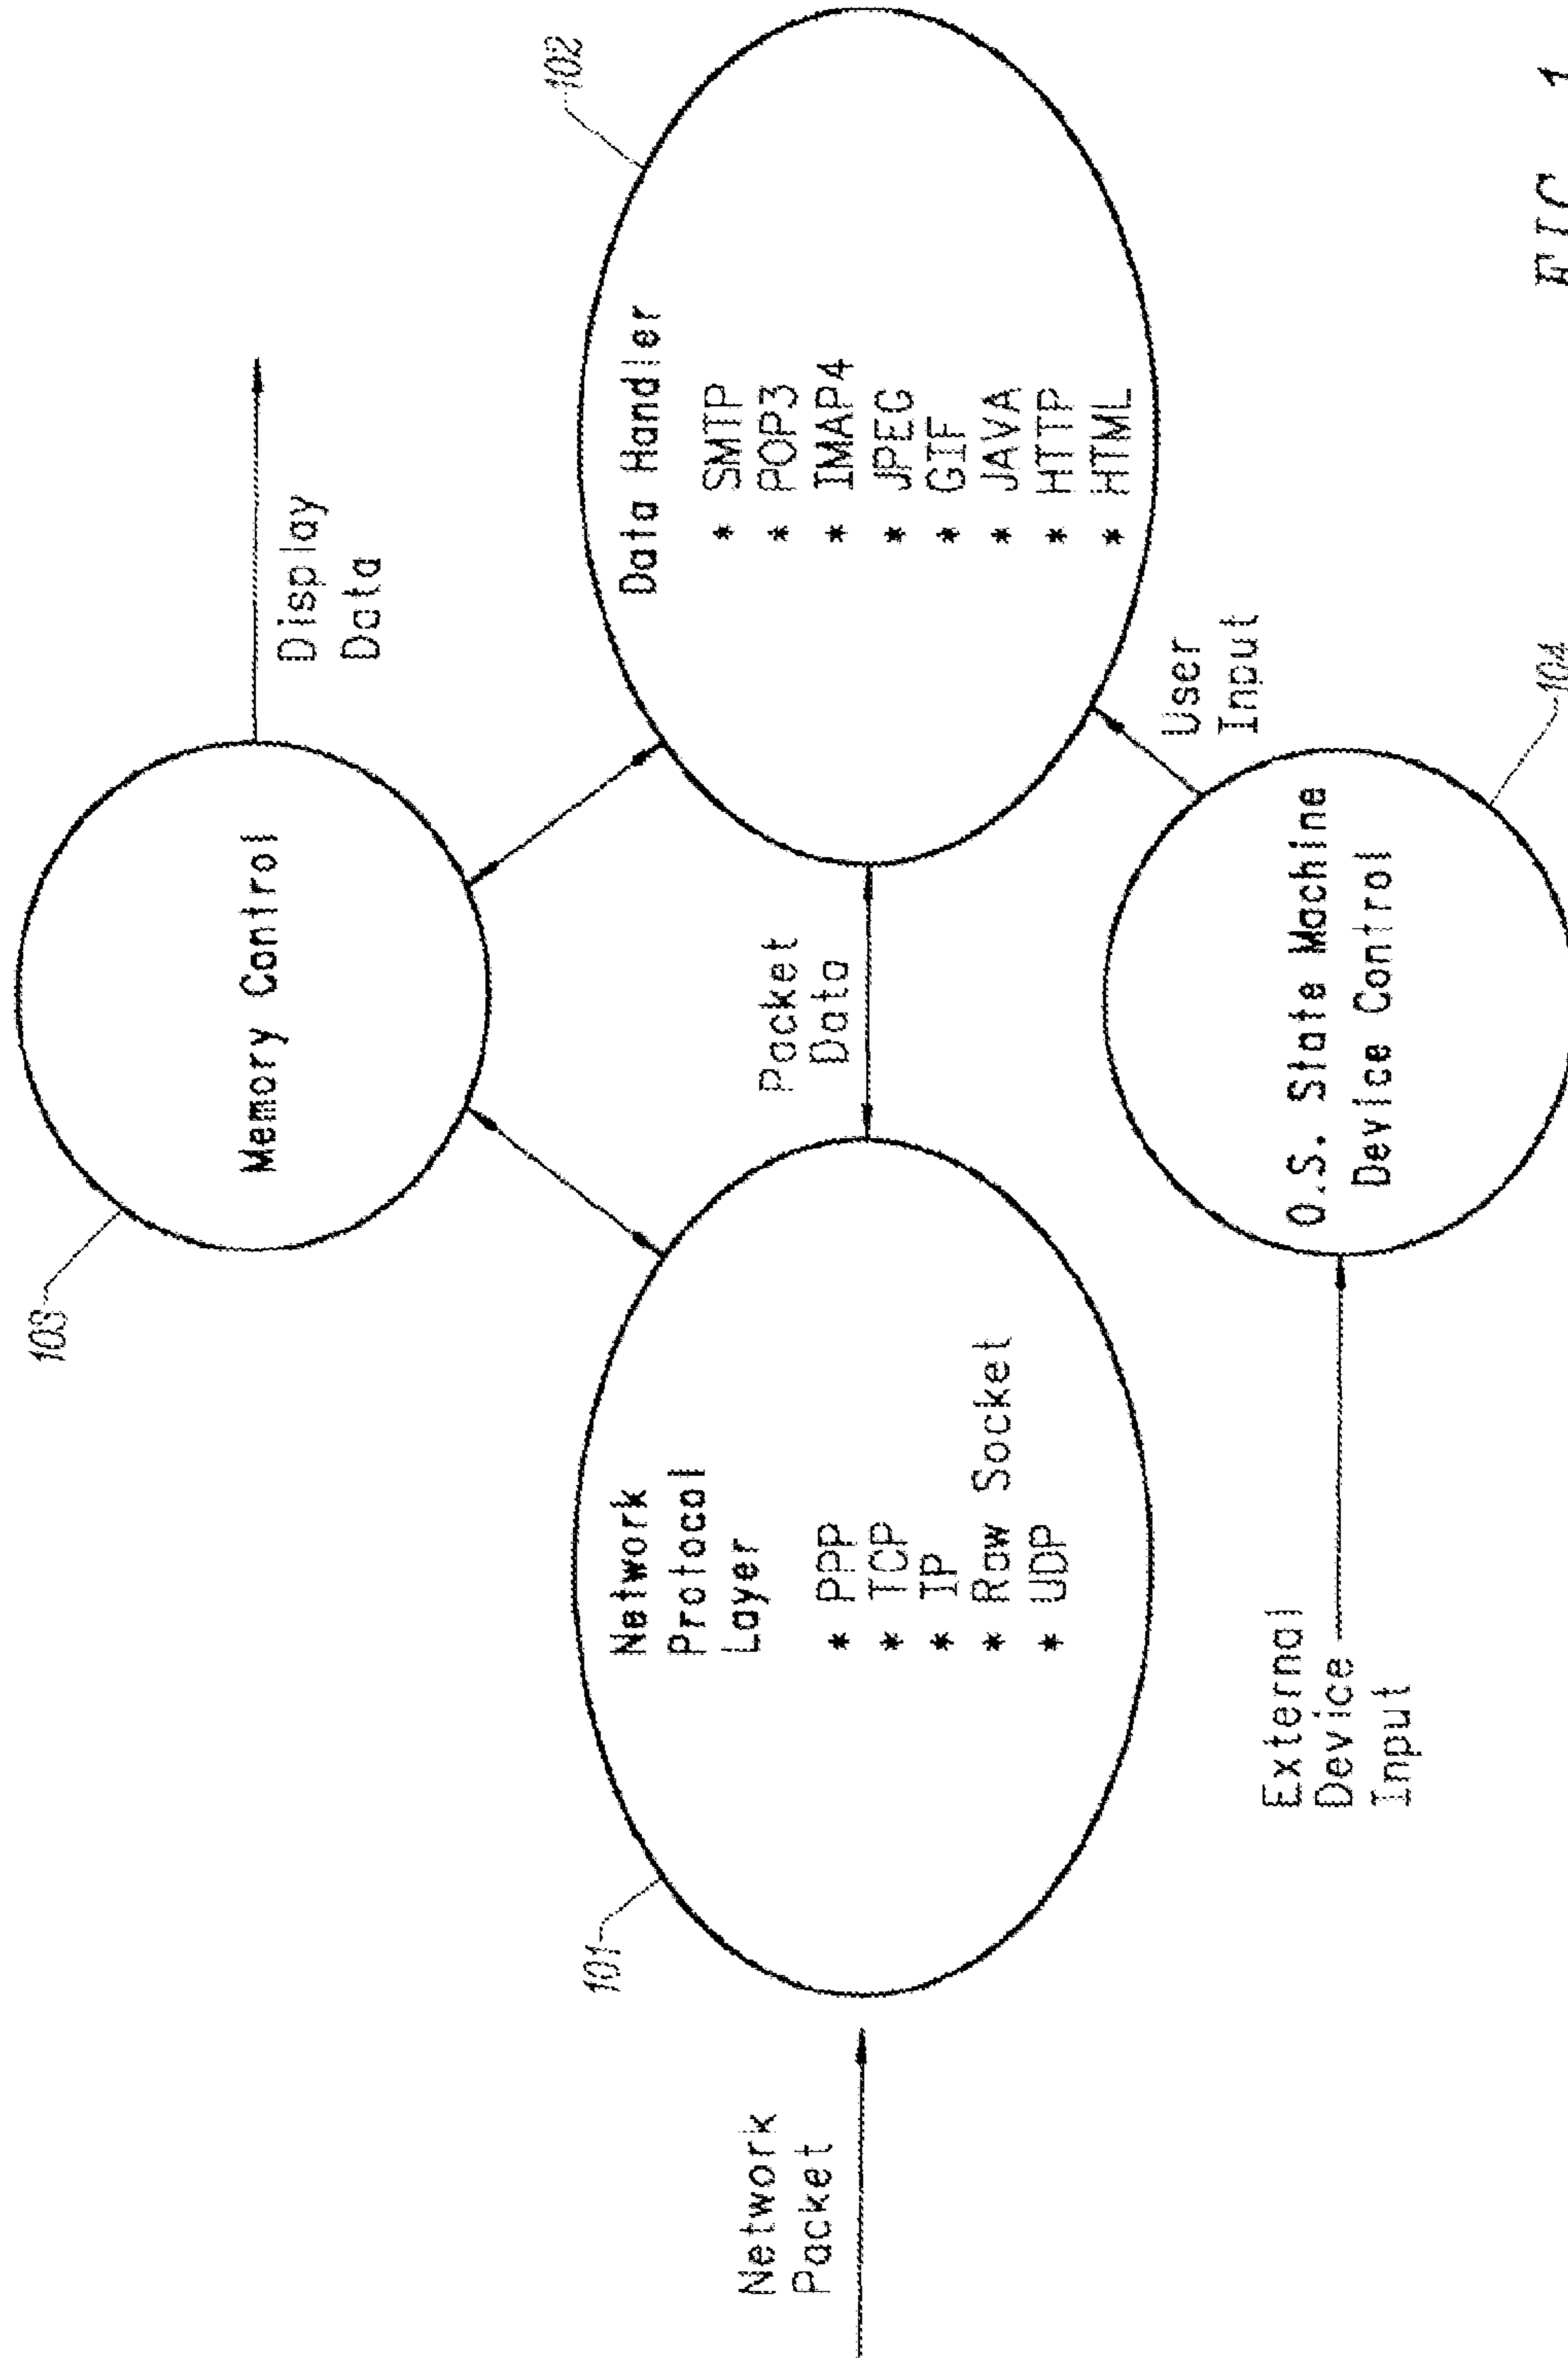 103
Memory Control
Display
Data
102
101
Network
Protocol
Layer
* PPP
* TCP
* IP
* Raw Socket
* UDP
Network
Packet
Packet
Data
Data Handler
* SMTP
* POP3
* IMAP4
* JPEG
* GIF
* JAVA
* HTTP
* HTML
User
Input
External
Device
Input
O.S. State Machine
Device Control
104
FIG. 1